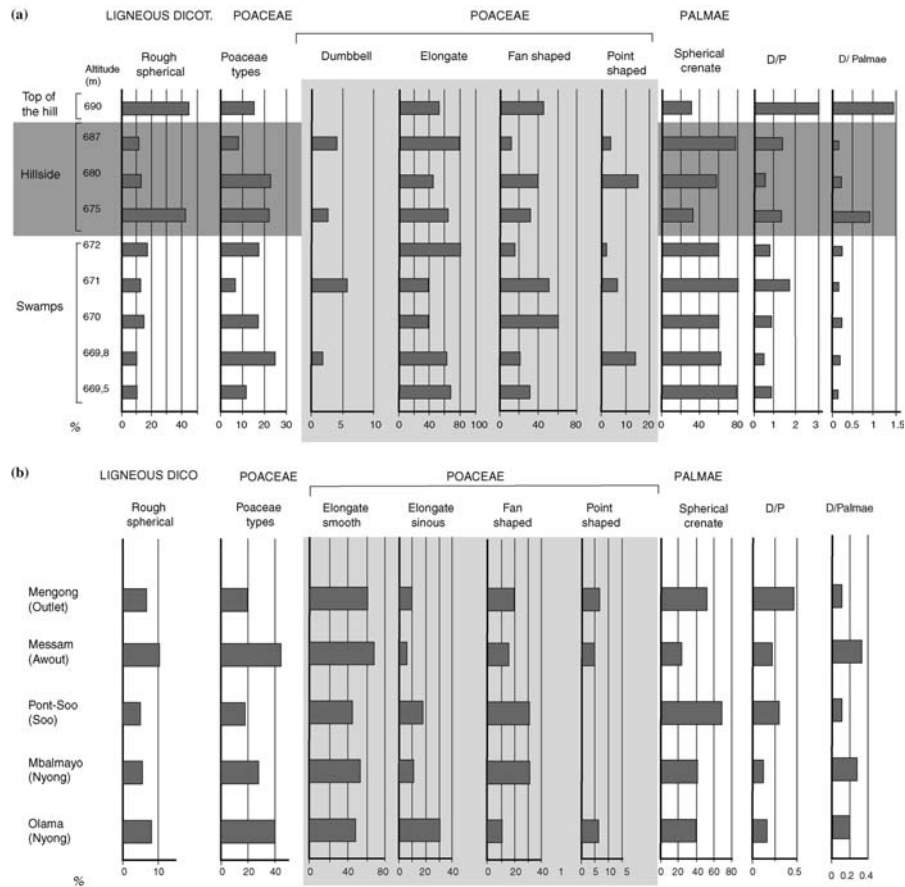 (a)
LIGNEOUS DICOT. POACEAE POACEAE PALMAE
Altitude (m) Rough spherical Poaceae types Dumbbell Elongate Fan shaped Point shaped Spherical crenate D/P D/ Palmae
Top of the hill 690
687
Hillside 680
675
672
671
Swamps 670
669,8
669,5
% 0 20 40 0 10 20 30 0 5 10 0 20 40 60 80 100 0 40 80 0 10 20 0 40 80 0 1 2 3 0 0.5 1 1.5
(b)
LIGNEOUS DICO POACEAE POACEAE PALMAE
Rough spherical Poaceae types Elongate smooth Elongate sinous Fan shaped Point shaped Spherical crenate D/P D/Palmae
Mengong (Outlet)
Messam (Awout)
Pont-Soo (Soo)
Mbalmayo (Nyong)
Olama (Nyong)
% 0 10 0 20 40 0 40 80 0 20 40 0 20 40 1 0 5 10 15 0 20 40 60 80 0 0.5 0 0.2 0.4